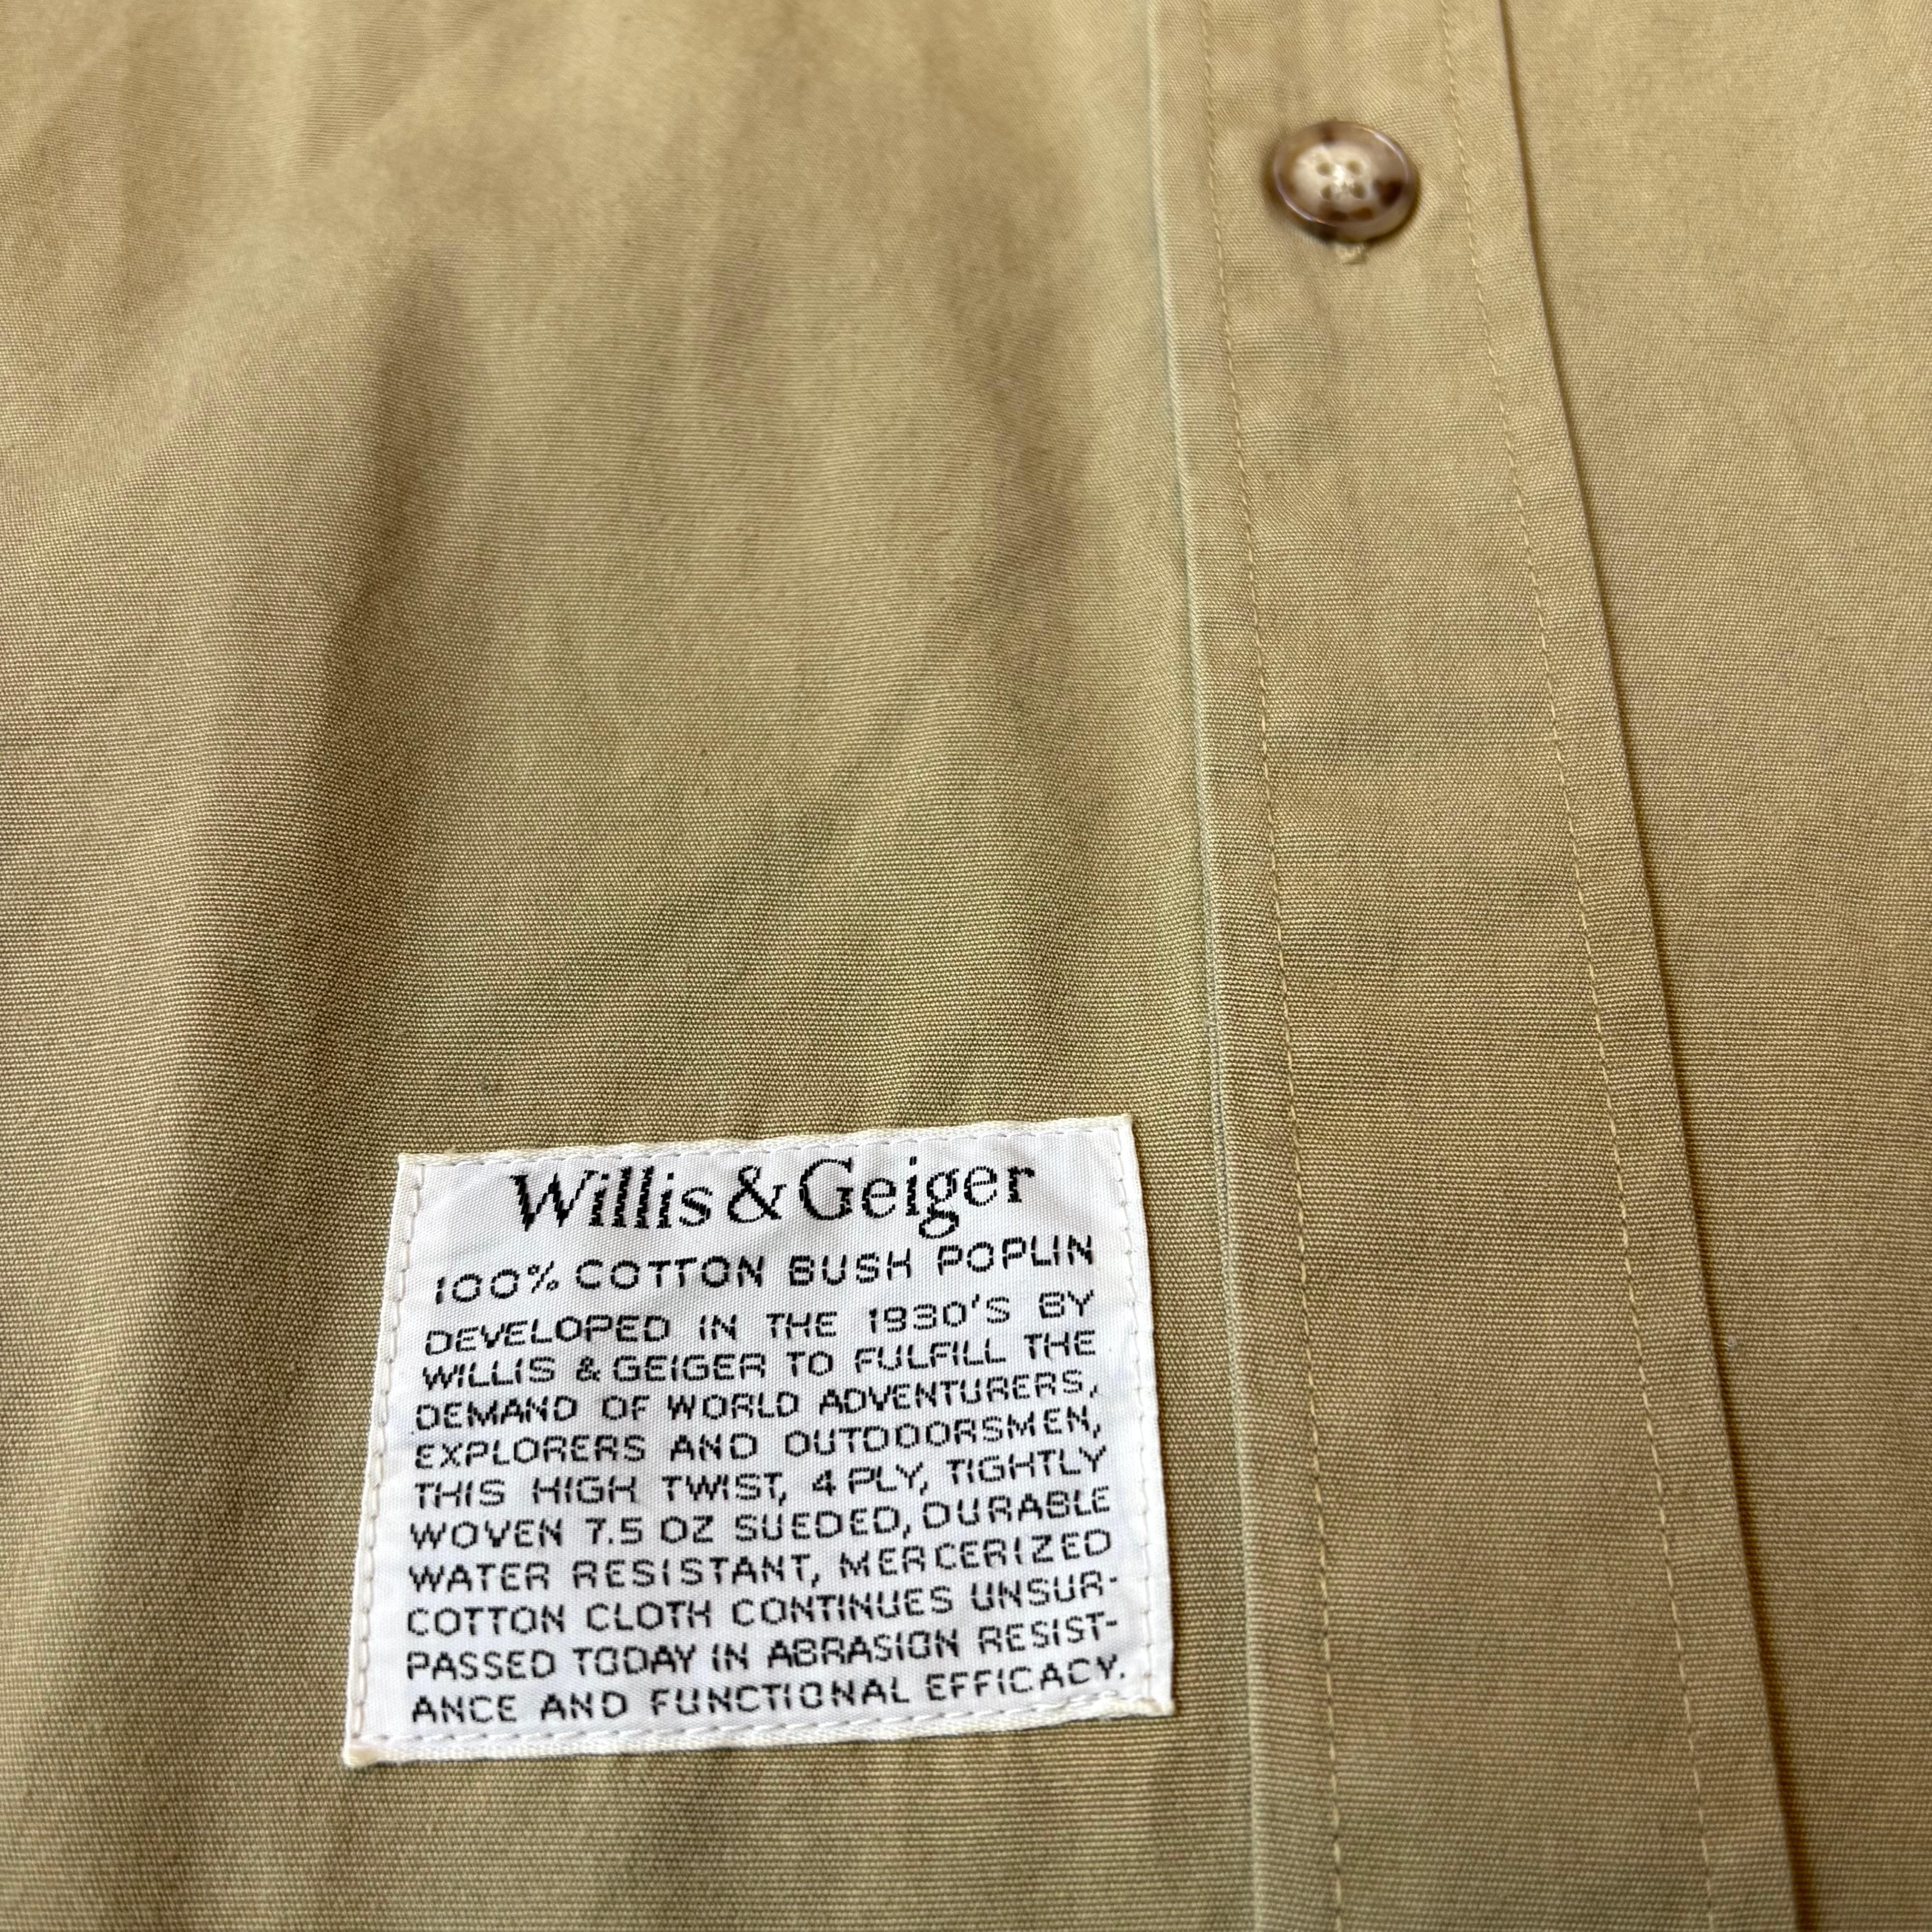 Willis & Geiger
100% COTTON BUSH POPLIN
DEVELOPED IN THE 1930'S BY
WILLIS & GEIGER TO FULFILL THE
DEMAND OF WORLD ADVENTURERS,
EXPLORERS AND OUTDOORSMEN,
THIS HIGH TWIST, 4 PLY, TIGHTLY
WOVEN 7.5 OZ SUEDED, DURABLE
WATER RESISTANT, MERCERIZED
COTTON CLOTH CONTINUES UNSUR-
PASSED TODAY IN ABRASION RESIST-
ANCE AND FUNCTIONAL EFFICACY.